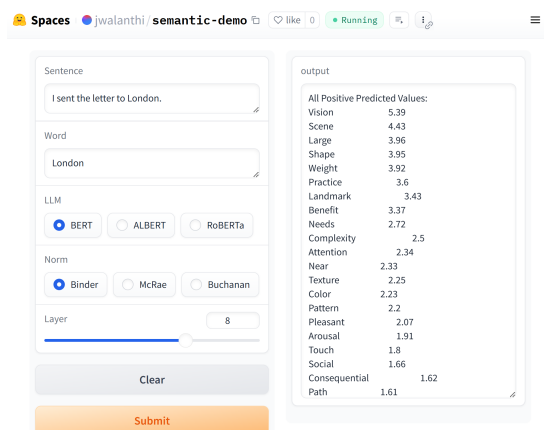 Spaces jwalanthi/semantic-demo like 0 Running
Sentence
I sent the letter to London.
Word
London
LLM
BERT ALBERT RoBERTa
Norm
Binder McRae Buchanan
Layer 8
Clear
Submit
output
All Positive Predicted Values:
Vision 5.39
Scene 4.43
Large 3.96
Shape 3.95
Weight 3.92
Practice 3.6
Landmark 3.43
Benefit 3.37
Needs 2.72
Complexity 2.5
Attention 2.34
Near 2.33
Texture 2.25
Color 2.23
Pattern 2.2
Pleasant 2.07
Arousal 1.91
Touch 1.8
Social 1.66
Consequential 1.62
Path 1.61